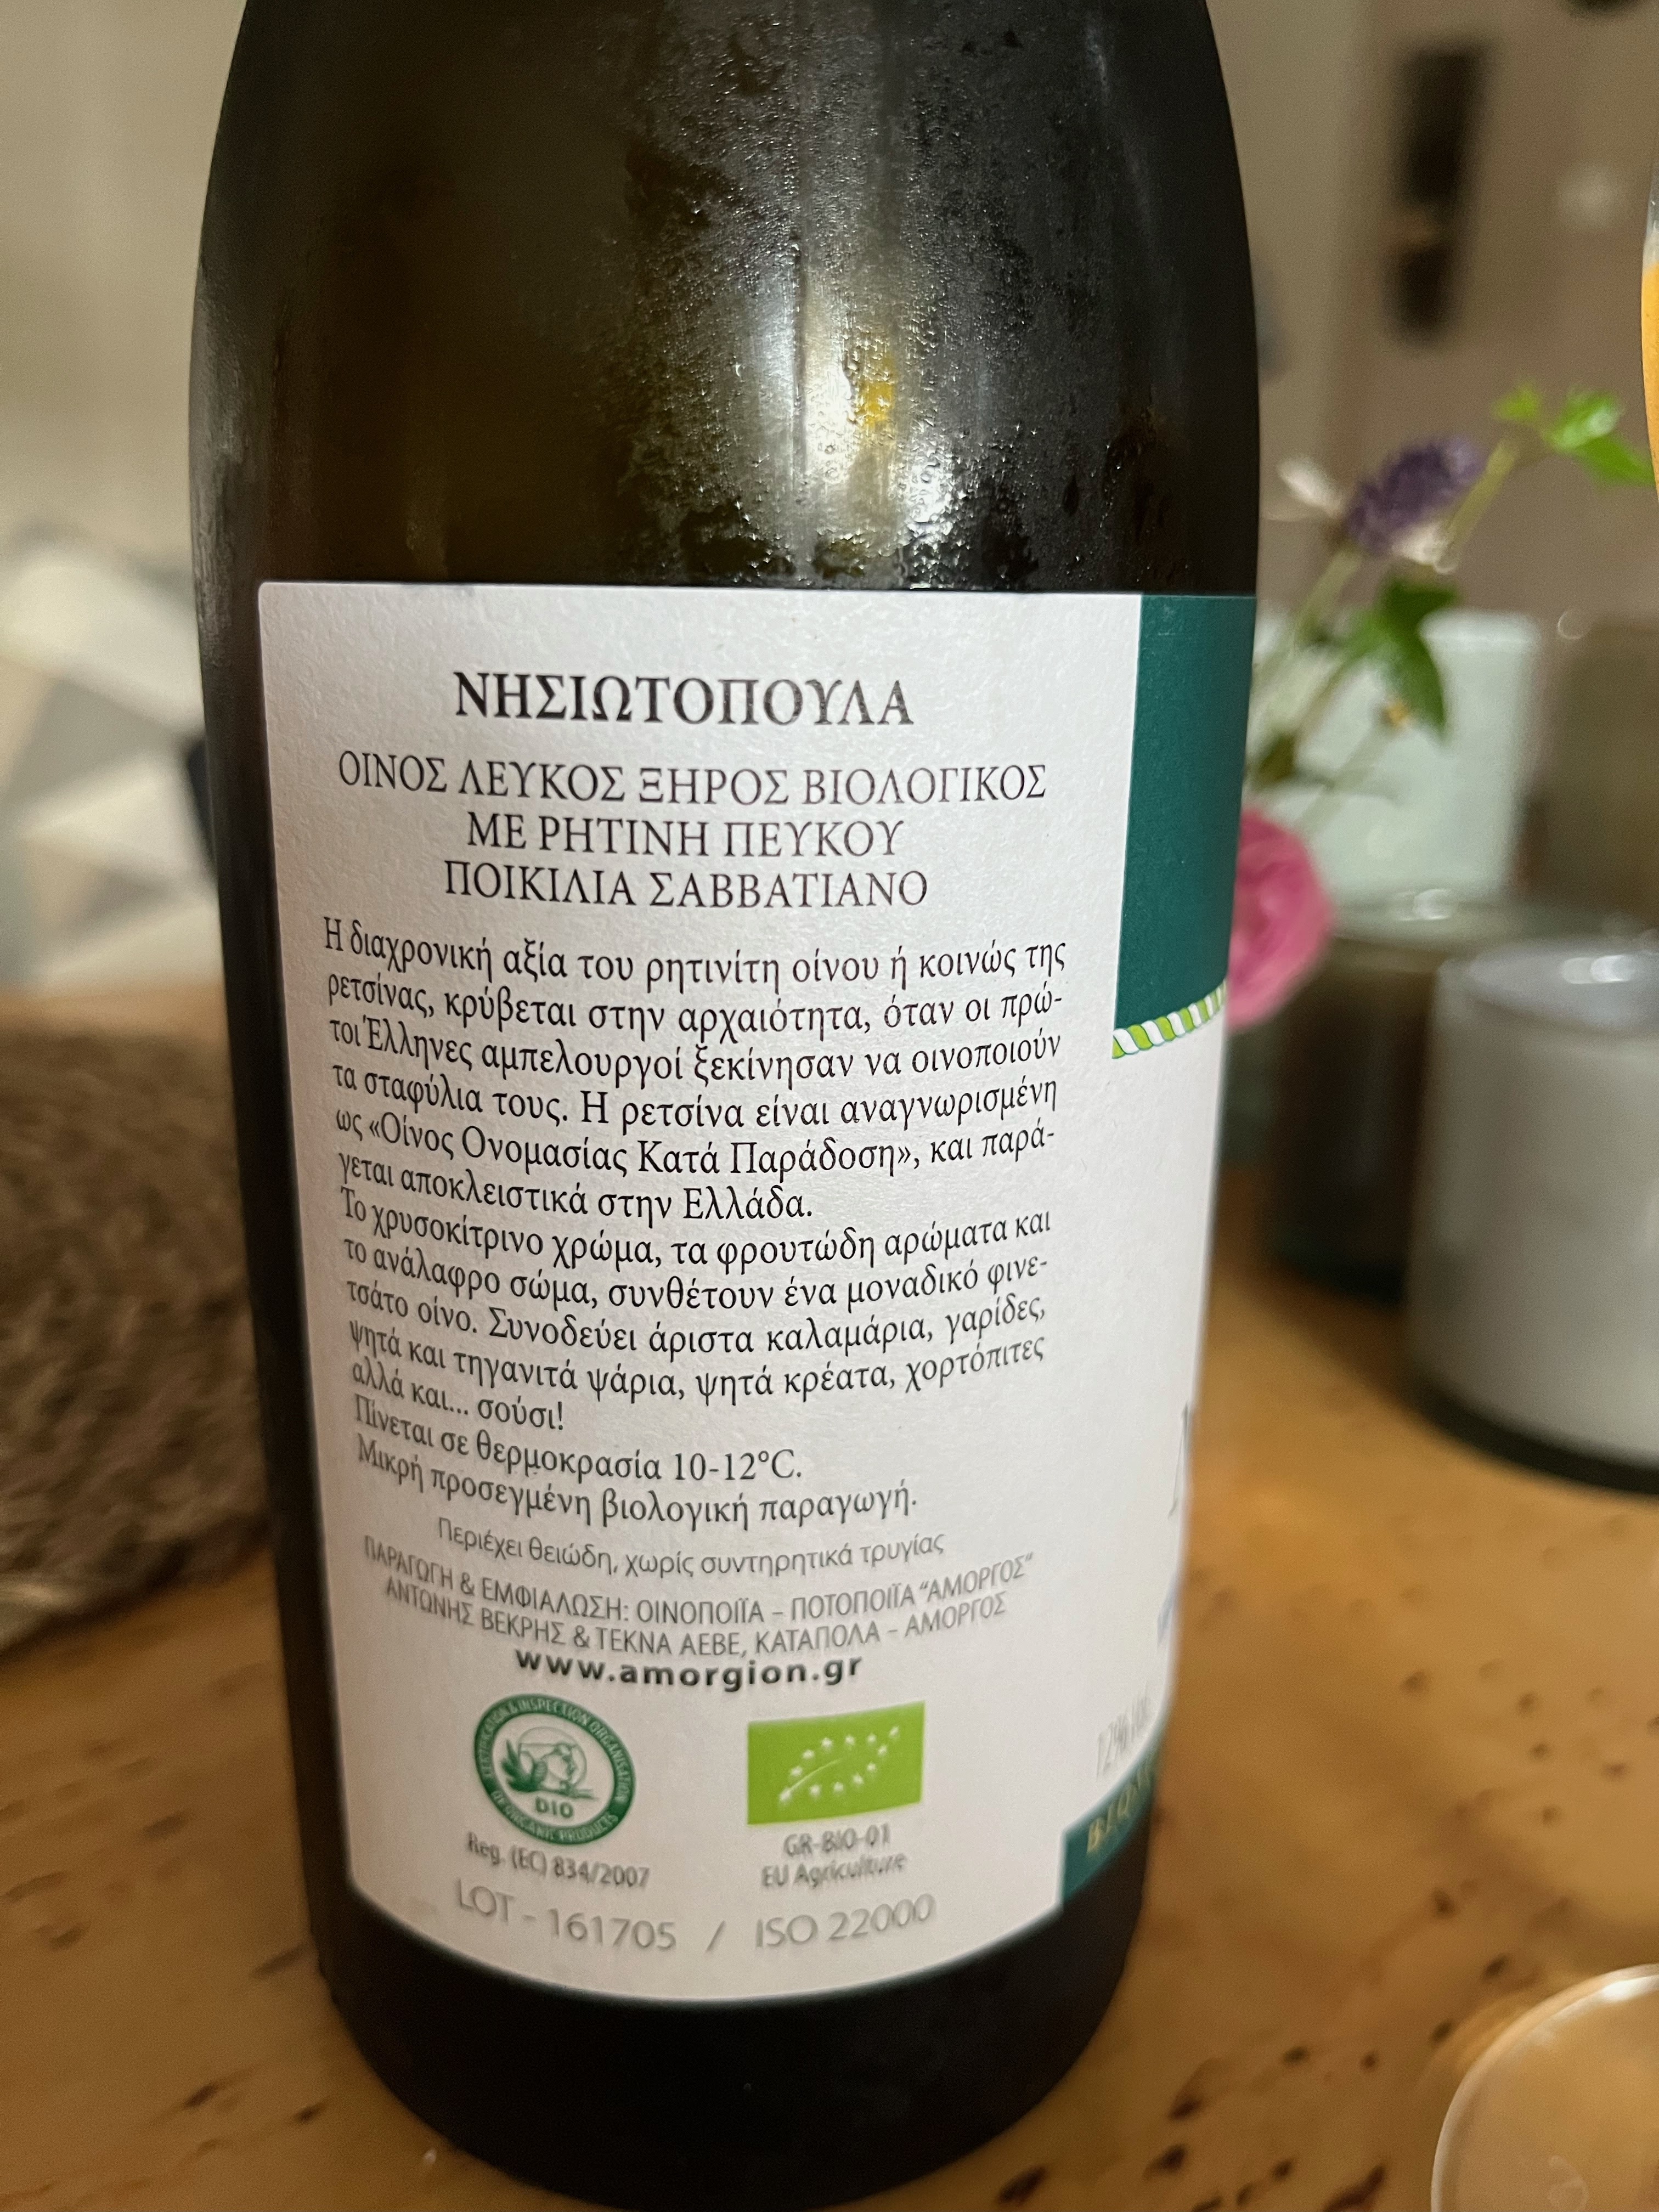 ΝΗΣΙΩΤΟΠΟΥΛΑ
ΟΙΝΟΣ ΛΕΥΚΟΣ ΞΗΡΟΣ ΒΙΟΛΟΓΙΚΟΣ
ΜΕ ΡΗΤΙΝΗ ΠΕΥΚΟΥ
ΠΟΙΚΙΛΙΑ ΣΑΒΒΑΤΙΑΝΟ
Η διαχρονική αξία του ρητινίτη οίνου ή κοινώς της
ρετσίνας, κρύβεται στην αρχαιότητα, όταν οι πρώ-
τοι Έλληνες αμπελουργοί ξεκίνησαν να οινοποιούν
τα σταφύλια τους. Η ρετσίνα είναι αναγνωρισμένη
ως «Οίνος Ονομασίας Κατά Παράδοση», και παρά-
γεται αποκλειστικά στην Ελλάδα.
Το χρυσοκίτρινο χρώμα, τα φρουτώδη αρώματα και
το ανάλαφρο σώμα, συνθέτουν ένα μοναδικό φινε-
τσάτο οίνο. Συνοδεύει άριστα καλαμάρια, γαρίδες,
ψητά και τηγανιτά ψάρια, ψητά κρέατα, χορτόπιτες
αλλά και... σούσι!
Πίνεται σε θερμοκρασία 10-12°C.
Μικρή προσεγμένη βιολογική παραγωγή.
Περιέχει θειώδη, χωρίς συντηρητικά τρυγίας
ΠΑΡΑΓΩΓΗ & ΕΜΦΙΑΛΩΣΗ: ΟΙΝΟΠΟΙΪΑ – ΠΟΤΟΠΟΙΪΑ “ΑΜΟΡΓΟΣ”
ΑΝΤΩΝΗΣ ΒΕΚΡΗΣ & ΤΕΚΝΑ ΑΕΒΕ, ΚΑΤΑΠΟΛΑ – ΑΜΟΡΓΟΣ
www.amorgion.gr
CERTIFICATION & INSPECTION ORGANISATION
DIO
OF ORGANIC PRODUCTS
Reg. (EC) 834/2007
GR-BIO-01
EU Agriculture
LOT - 161705 / ISO 22000